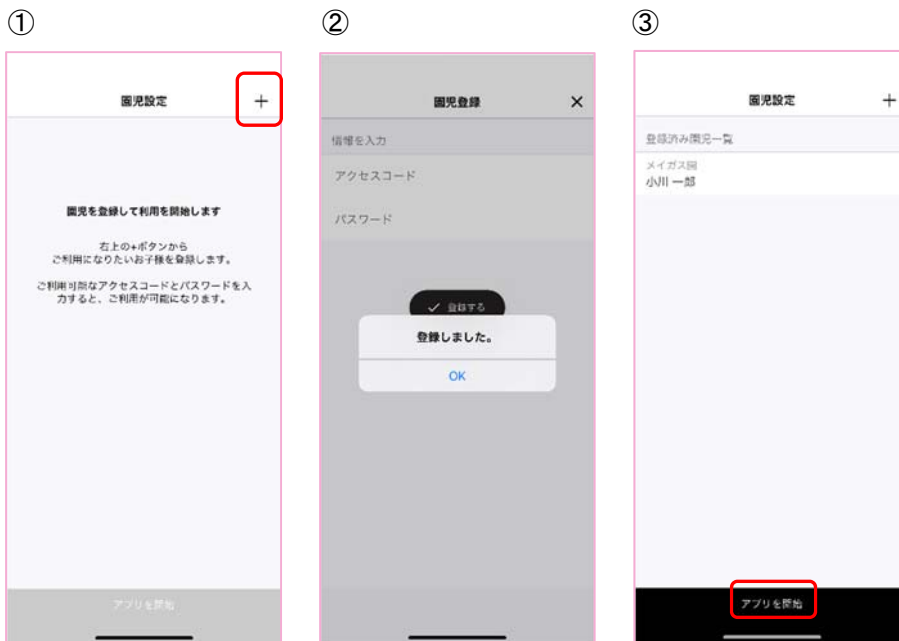 ①
園児設定
+
園児を登録して利用を開始します
右上の+ボタンから
ご利用になりたいお子様を登録します。
ご利用可能なアクセスコードとパスワードを入
力すると、ご利用が可能になります。
アプリを開始
②
園児登録
×
情報を入力
アクセスコード
パスワード
✓ 登録する
登録しました。
OK
③
園児設定
+
登録済み園児一覧
メイガス園
小川 一郎
アプリを開始